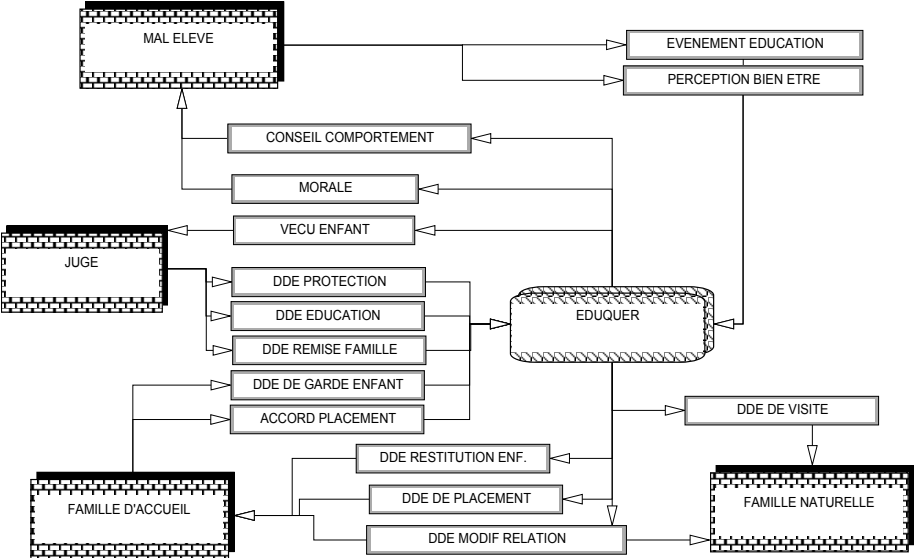 MAL ELEVE
EVENEMENT EDUCATION
PERCEPTION BIEN ETRE
CONSEIL COMPORTEMENT
MORALE
VECU ENFANT
JUGE
DDE PROTECTION
EDUQUER
DDE EDUCATION
DDE REMISE FAMILLE
DDE DE GARDE ENFANT
ACCORD PLACEMENT
DDE DE VISITE
DDE RESTITUTION ENF.
DDE DE PLACEMENT
FAMILLE D'ACCUEIL
FAMILLE NATURELLE
DDE MODIF RELATION